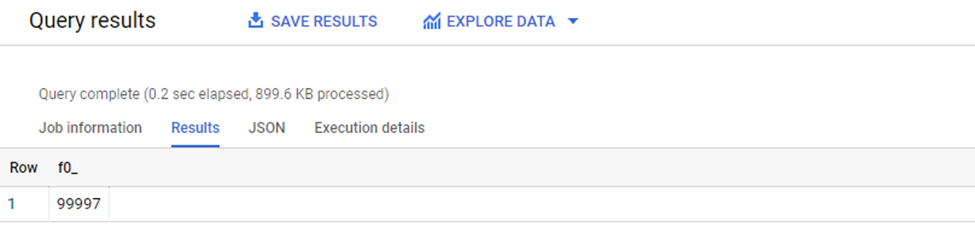 Query results SAVE RESULTS EXPLORE DATA
Query complete (0.2 sec elapsed, 899.6 KB processed)
Job information Results JSON Execution details
Row f0_
1 99997